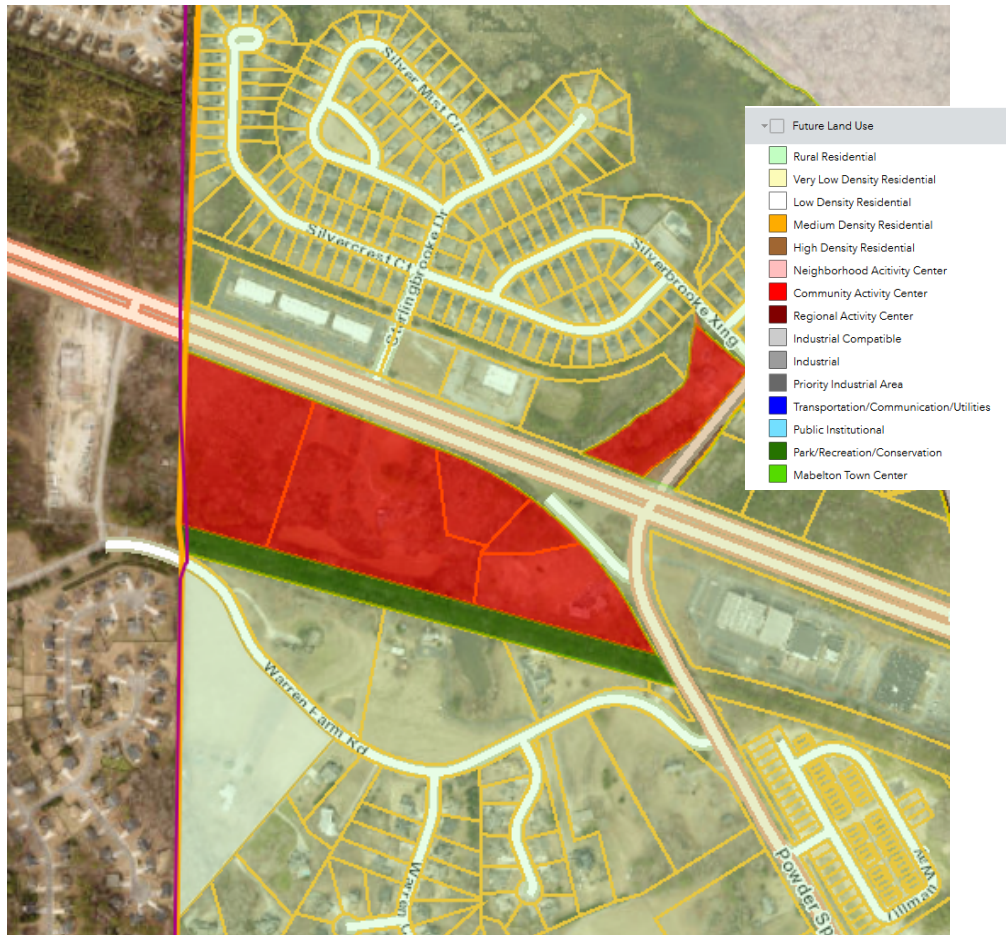 Silver Mist Cir
Silvercrest Ct
Sterlingbrooke Dr
Silverbrooke Xing
Future Land Use
Rural Residential
Very Low Density Residential
Low Density Residential
Medium Density Residential
High Density Residential
Neighborhood Acitivity Center
Community Activity Center
Regional Activity Center
Industrial Compatible
Industrial
Priority Industrial Area
Transportation/Communication/Utilities
Public Institutional
Park/Recreation/Conservation
Mabelton Town Center
Warren Farm Rd
Warren
Powder Sp
Tillman Way